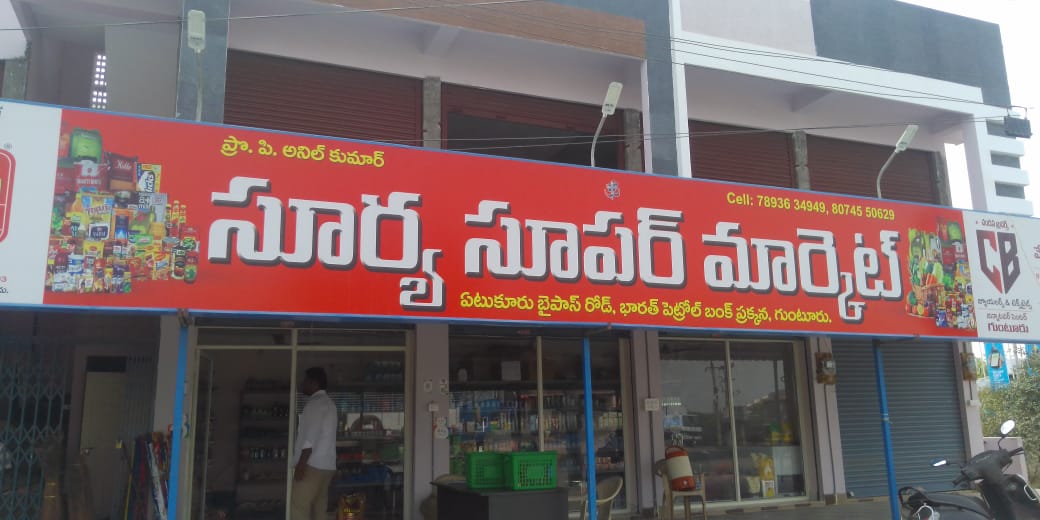 ప్రొ. పి. అనిల్ కుమార్
Cell: 78936 34949, 80745 50629
సూర్య సూపర్ మార్కెట్
ఏటుకూరు బైపాస్ రోడ్, భారత్ పెట్రోల్ బంక్ ప్రక్కన, గుంటూరు.
CB
గుంటూరు